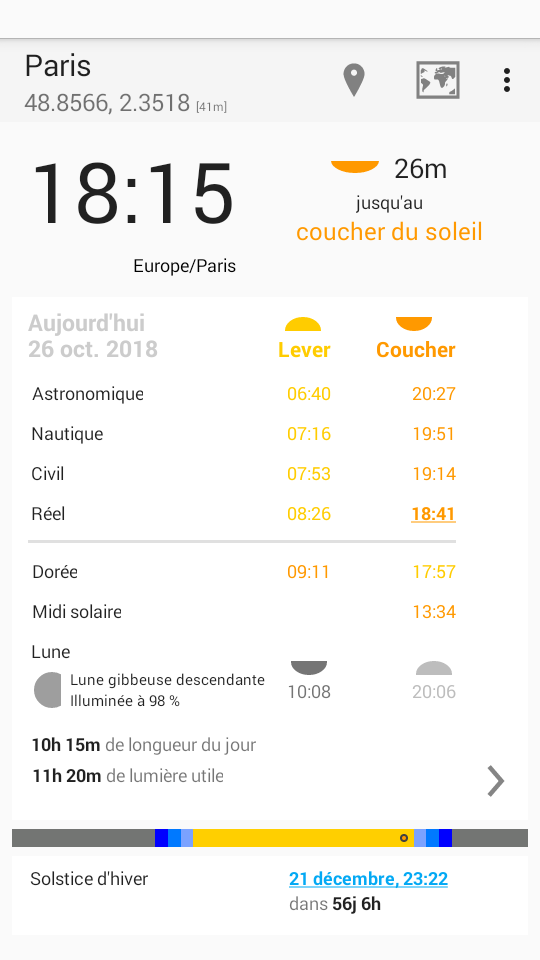 Paris
48.8566, 2.3518 [41m]
18:15
26m
jusqu'au
coucher du soleil
Europe/Paris
Aujourd'hui
26 oct. 2018
Lever Coucher
Astronomique 06:40 20:27
Nautique 07:16 19:51
Civil 07:53 19:14
Réel 08:26 18:41
Dorée 09:11 17:57
Midi solaire 13:34
Lune
Lune gibbeuse descendante
Illuminée à 98 %
10:08 20:06
10h 15m de longueur du jour
11h 20m de lumière utile
Solstice d'hiver 21 décembre, 23:22
dans 56j 6h